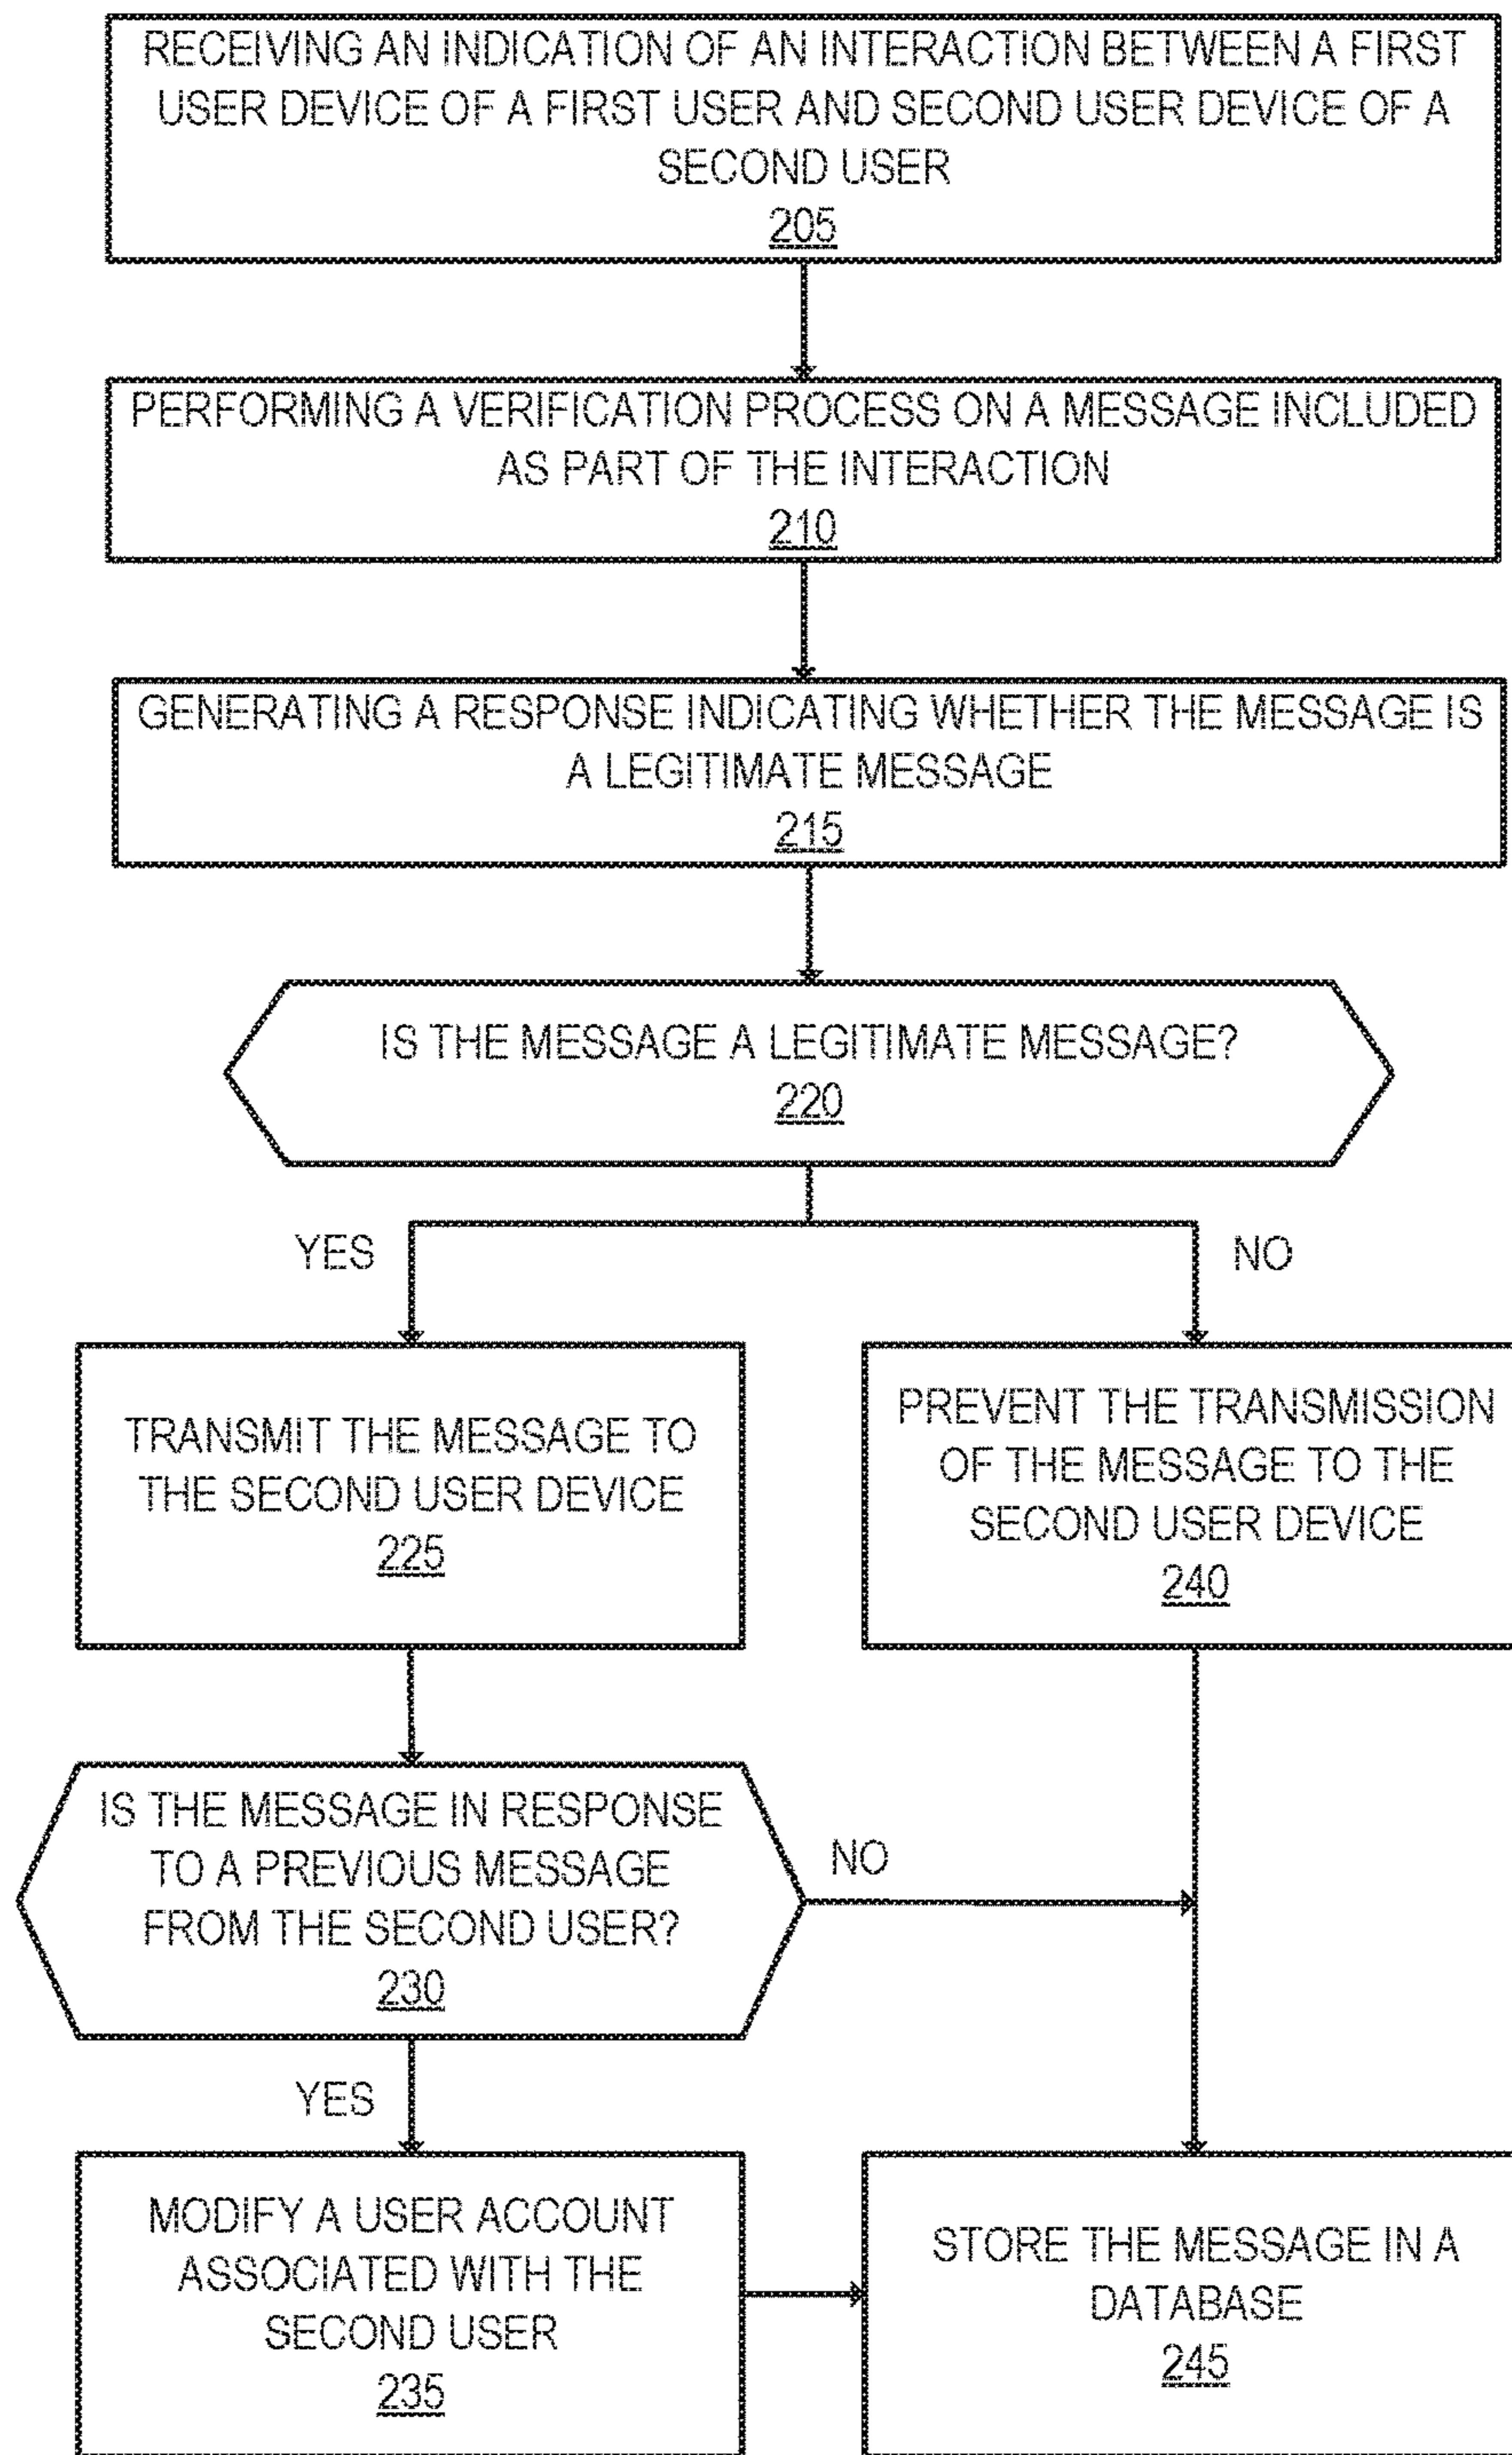 RECEIVING AN INDICATION OF AN INTERACTION BETWEEN A FIRST
USER DEVICE OF A FIRST USER AND SECOND USER DEVICE OF A
SECOND USER
205
PERFORMING A VERIFICATION PROCESS ON A MESSAGE INCLUDED
AS PART OF THE INTERACTION
210
GENERATING A RESPONSE INDICATING WHETHER THE MESSAGE IS
A LEGITIMATE MESSAGE
215
IS THE MESSAGE A LEGITIMATE MESSAGE?
220
YES
NO
TRANSMIT THE MESSAGE TO
THE SECOND USER DEVICE
225
PREVENT THE TRANSMISSION
OF THE MESSAGE TO THE
SECOND USER DEVICE
240
IS THE MESSAGE IN RESPONSE
TO A PREVIOUS MESSAGE
FROM THE SECOND USER?
230
NO
YES
MODIFY A USER ACCOUNT
ASSOCIATED WITH THE
SECOND USER
235
STORE THE MESSAGE IN A
DATABASE
245